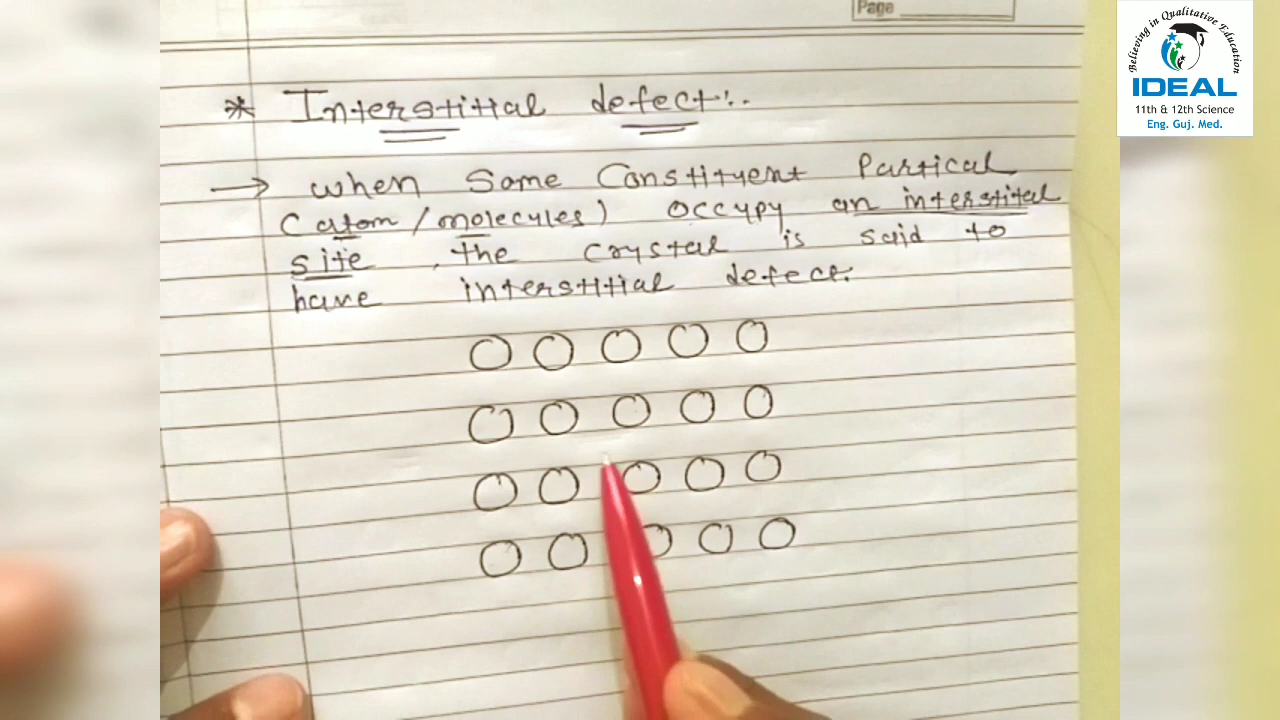 Page
Believing in Qualitative Education
IDEAL
11th & 12th Science
Eng. Guj. Med.
* Interstitial defect:.
→ when Some Constituent Partical
(atom/molecules) occupy an interstital
site, the crystal is said to
have interstitial defect.